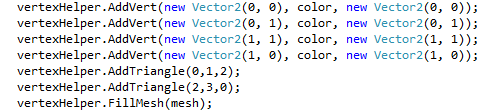 vertexHelper.AddVert(new Vector2(0, 0), color, new Vector2(0, 0));
vertexHelper.AddVert(new Vector2(0, 1), color, new Vector2(0, 1));
vertexHelper.AddVert(new Vector2(1, 1), color, new Vector2(1, 1));
vertexHelper.AddVert(new Vector2(1, 0), color, new Vector2(1, 0));
vertexHelper.AddTriangle(0,1,2);
vertexHelper.AddTriangle(2,3,0);
vertexHelper.FillMesh(mesh);